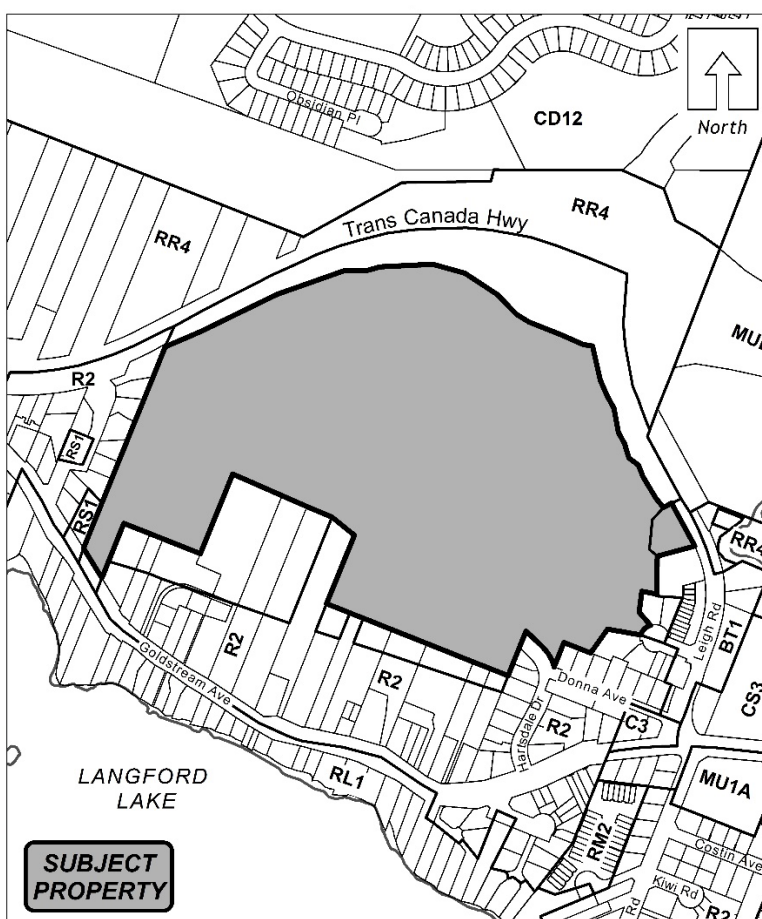 Obsidian Pl
CD12
North
RR4
Trans Canada Hwy
RR4
R2
RS1
RS1
RR4
Leigh Rd
BT1
R2
Goldstream Ave
R2
Donna Ave
Hartsdale Dr
R2
C3
CS3
RL1
LANGFORD
LAKE
MU1A
RM2
Costin Ave
Kiwi Rd
R2
Rd
SUBJECT
PROPERTY